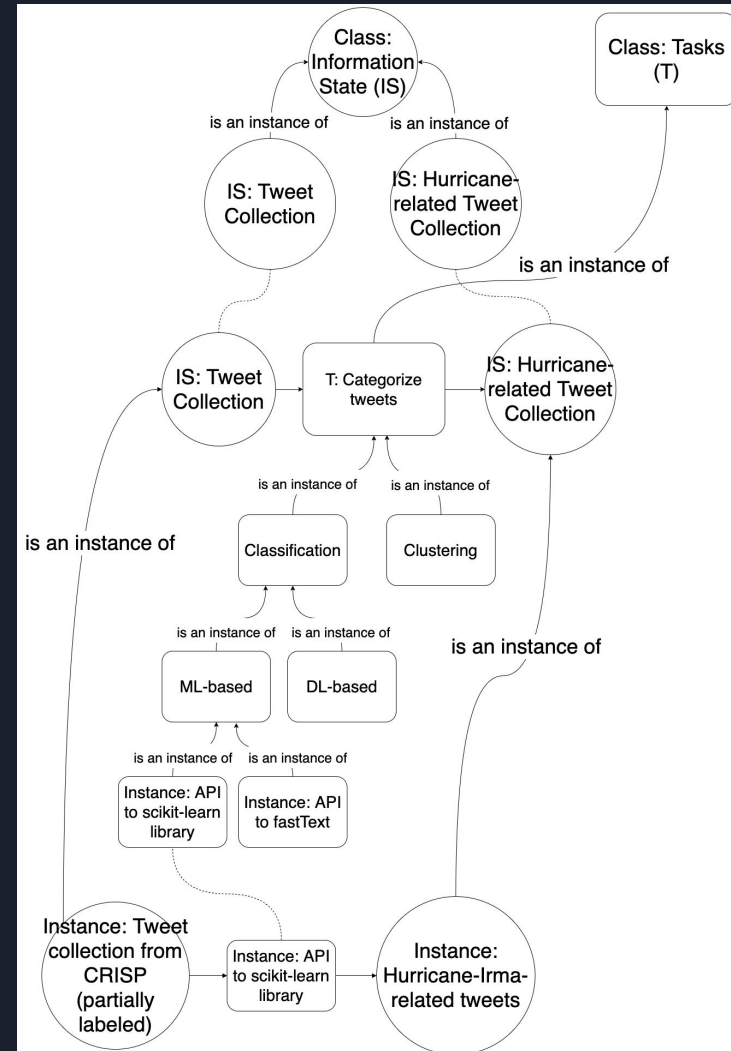 Class:
Information
State (IS)
Class: Tasks
(T)
is an instance of
is an instance of
IS: Tweet
Collection
IS: Hurricane-
related Tweet
Collection
is an instance of
IS: Tweet
Collection
T: Categorize
tweets
IS: Hurricane-
related Tweet
Collection
is an instance of
is an instance of
is an instance of
Classification
Clustering
is an instance of
is an instance of
is an instance of
ML-based
DL-based
is an instance of
is an instance of
Instance: API
to scikit-learn
library
Instance: API
to fastText
Instance: Tweet
collection from
CRISP
(partially
labeled)
Instance: API
to scikit-learn
library
Instance:
Hurricane-Irma-
related tweets